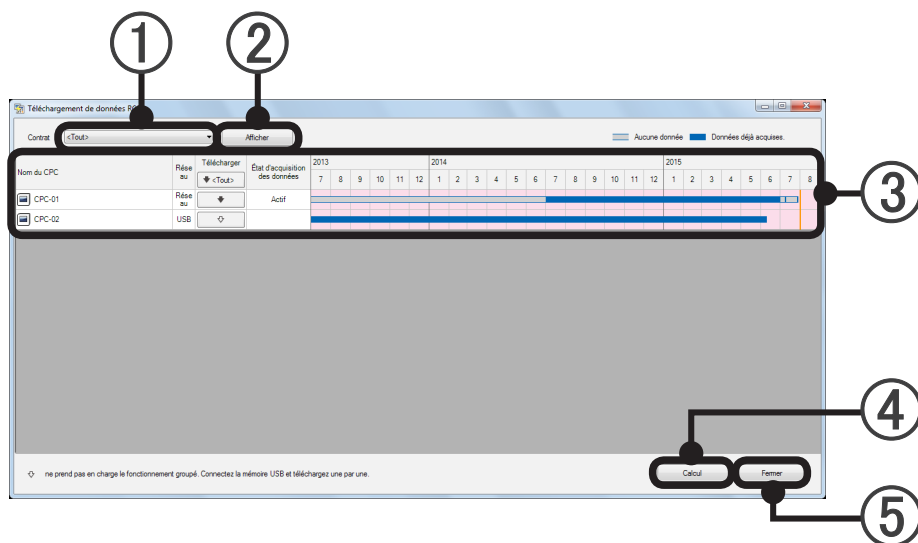 ① ②
Téléchargement de données
Contrat <Tout> Afficher Aucune donnée Données déjà acquises.
Nom du CPC Réseau Télécharger <Tout> État d'acquisition des données 2013 2014 2015
7 8 9 10 11 12 1 2 3 4 5 6 7 8 9 10 11 12 1 2 3 4 5 6 7 8
CPC-01 Réseau Actif
CPC-02 USB
③
④
ne prend pas en charge le fonctionnement groupé. Connectez la mémoire USB et téléchargez une par une.
Calcul Fermer
⑤